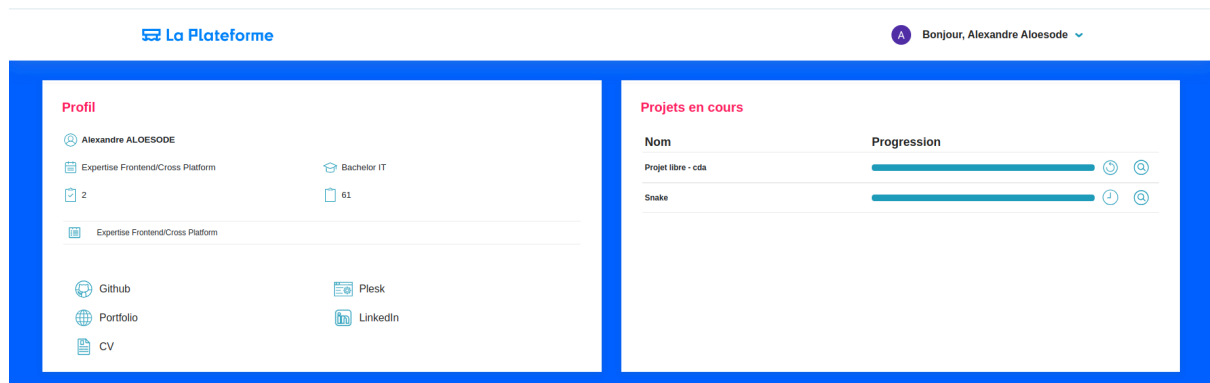 La Plateforme
A
Bonjour, Alexandre Aloesode
Profil
Alexandre ALOESODE
Expertise Frontend/Cross Platform
Bachelor IT
2
61
Expertise Frontend/Cross Platform
Github
Plesk
Portfolio
LinkedIn
CV
Projets en cours
Nom
Progression
Projet libre - cda
Snake